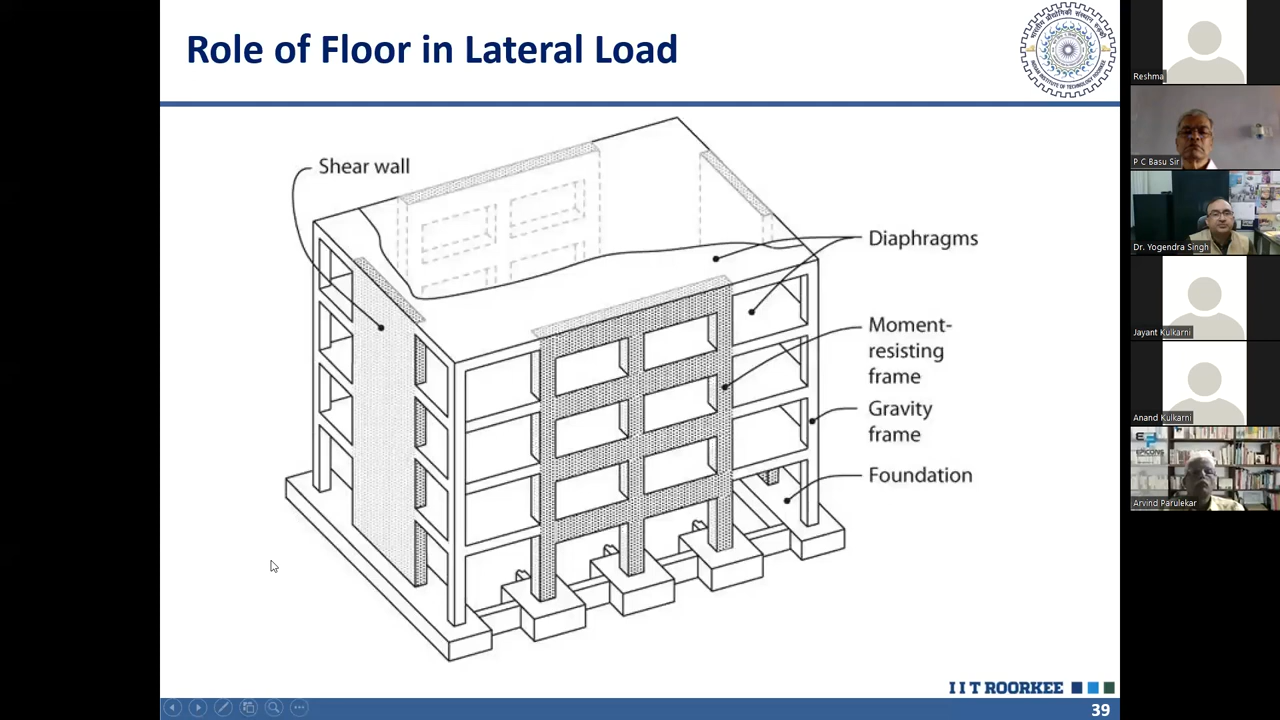 Role of Floor in Lateral Load
Shear wall
Diaphragms
Moment-
resisting
frame
Gravity
frame
Foundation
I I T ROORKEE
39
Reshma
P C Basu Sir
Dr. Yogendra Singh
Jayant Kulkarni
Anand Kulkarni
Arvind Parulekar